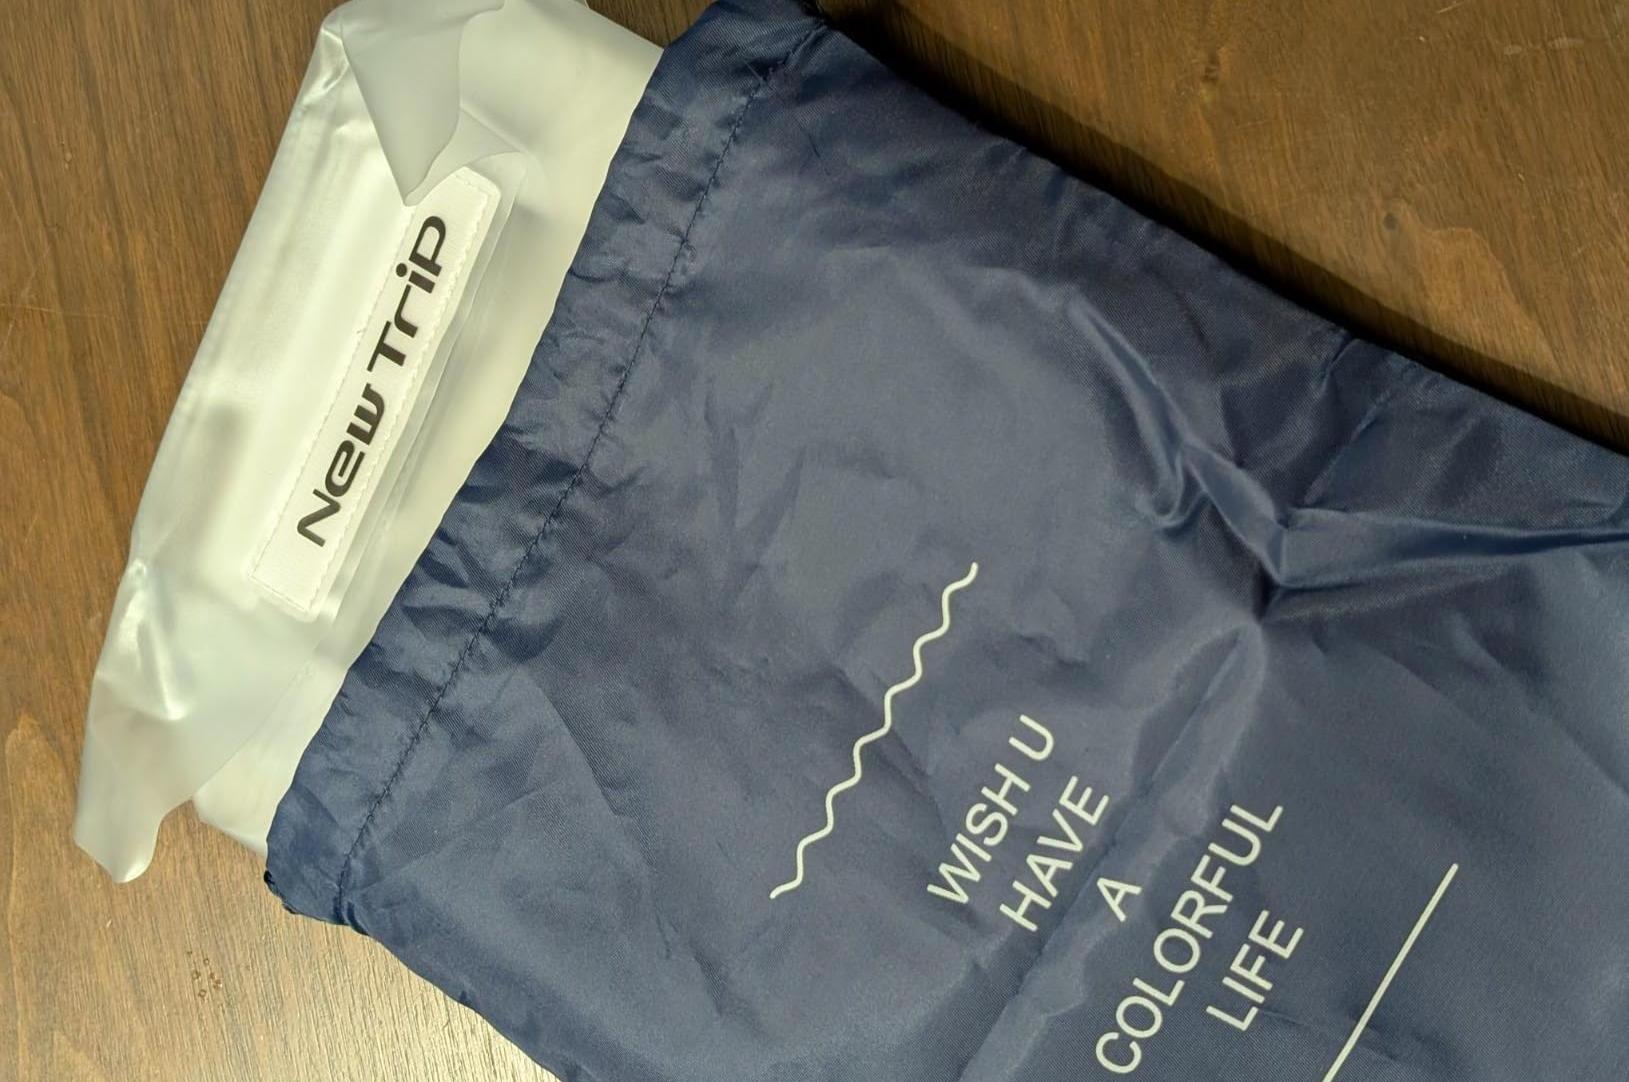 New Trip
WISH U
HAVE
A
COLORFUL
LIFE